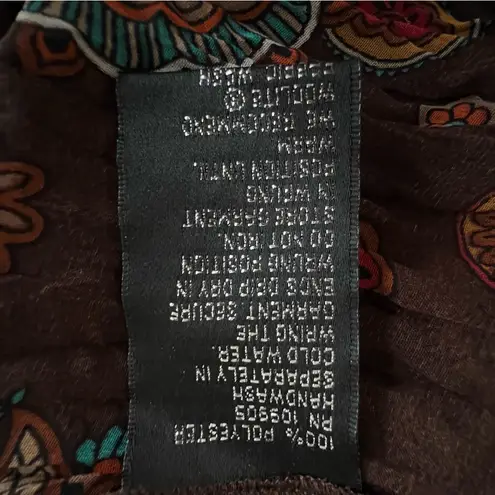 100% POLYESTER
RN 109905
HANDWASH
SEPARATELY IN
COLD WATER.
WRING THE
GARMENT SECURE
ENDS DRIP DRY IN
WRUNG POSITION
DO NOT IRON.
STORE GARMENT
IN WRUNG
POSITION UNTIL
WORN
WE RECOMMEND
WOOLITE ®
FABRIC WASH